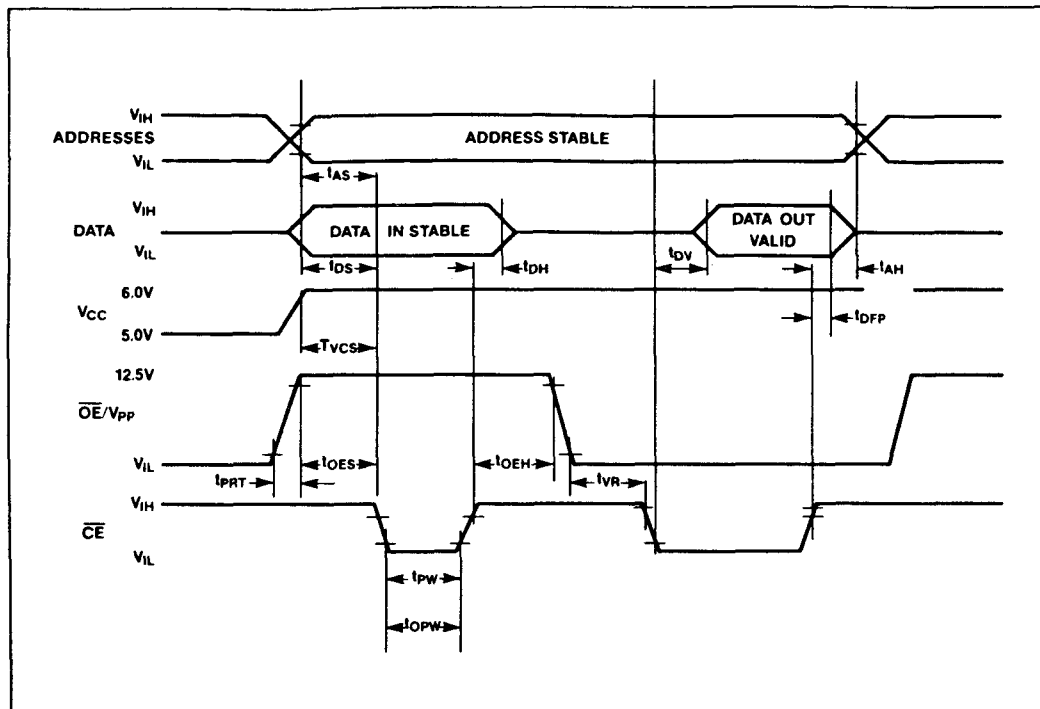 VIH
ADDRESSES
ADDRESS STABLE
VIL
tAS
VIH
DATA
DATA IN STABLE
DATA OUT
VALID
VIL
tDS
tDH
tDV
tAH
6.0V
VCC
5.0V
tDFP
TVCS
12.5V
OE/VPP
VIL
tOES
tOEH
tPRT
tVR
VIH
CE
VIL
tPW
tOPW